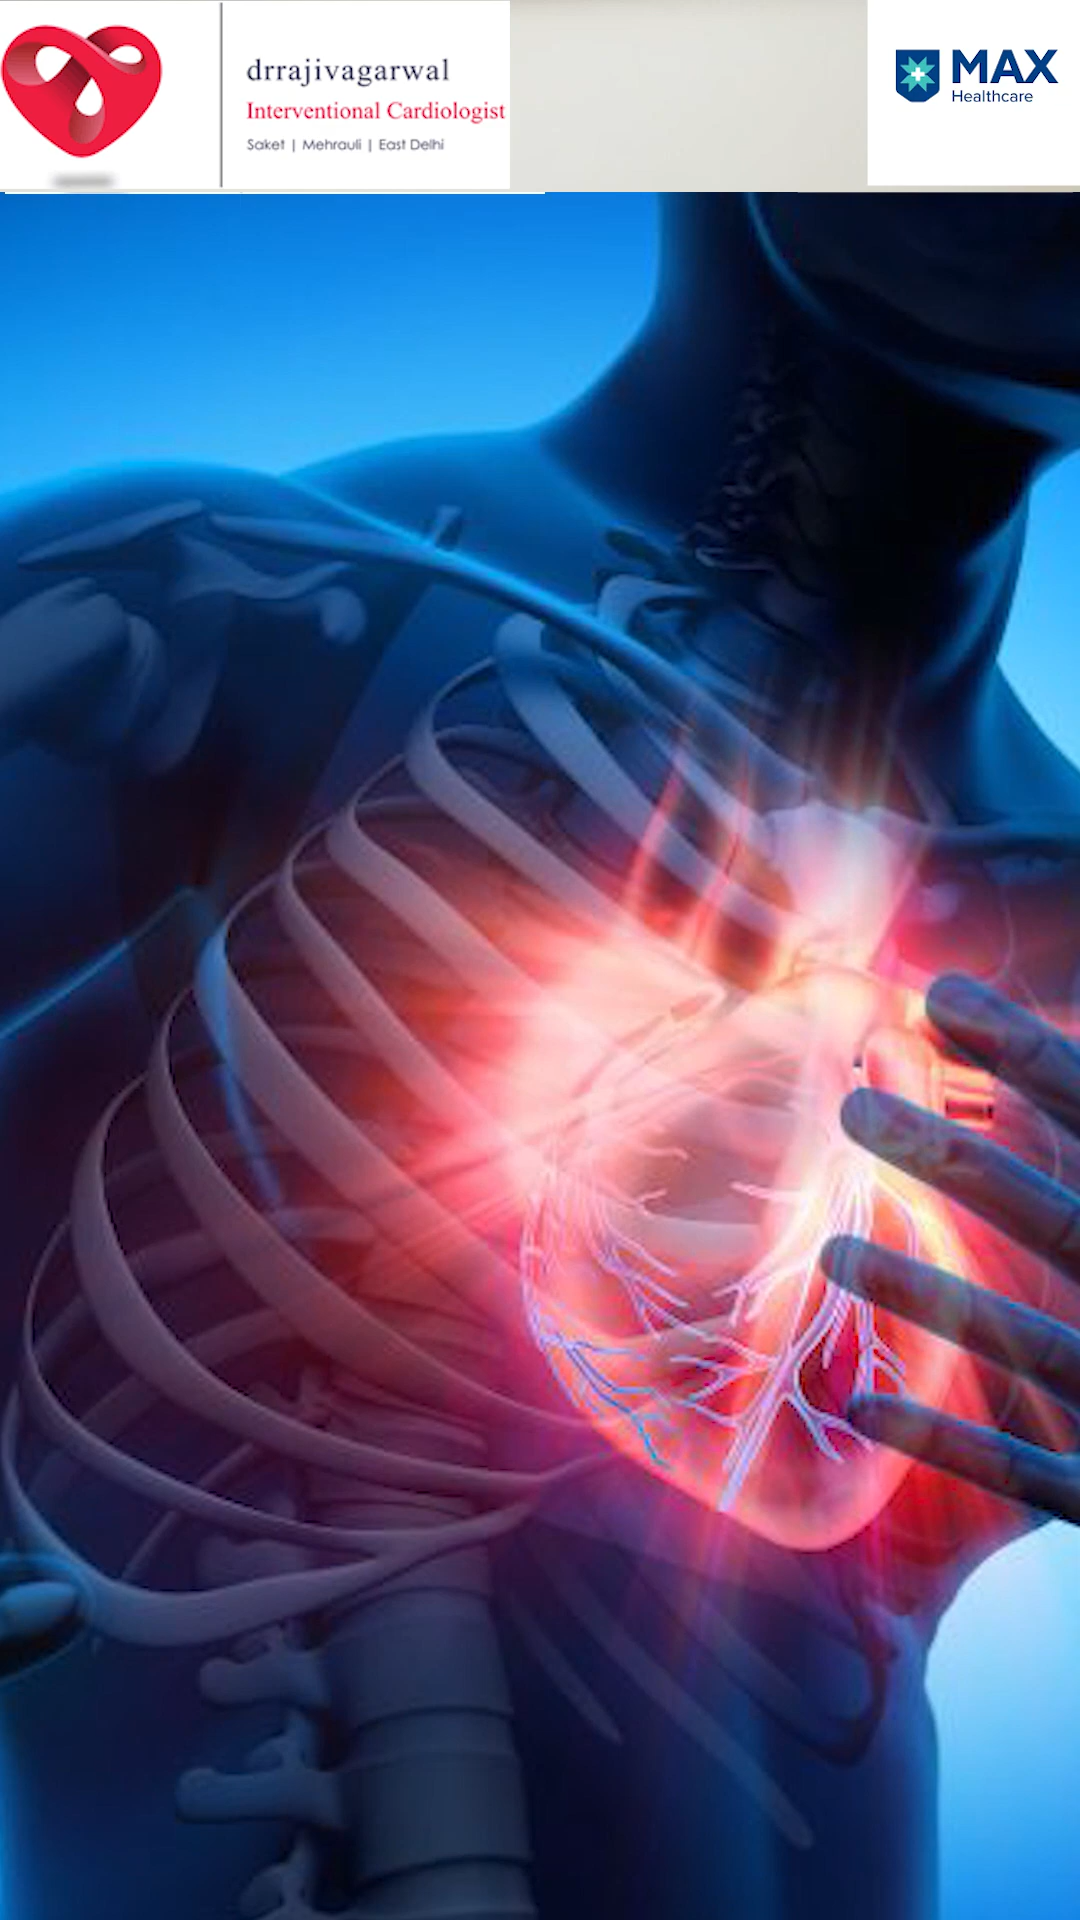 drrajivagarwal
Interventional Cardiologist
Saket | Mehrauli | East Delhi
MAX
Healthcare